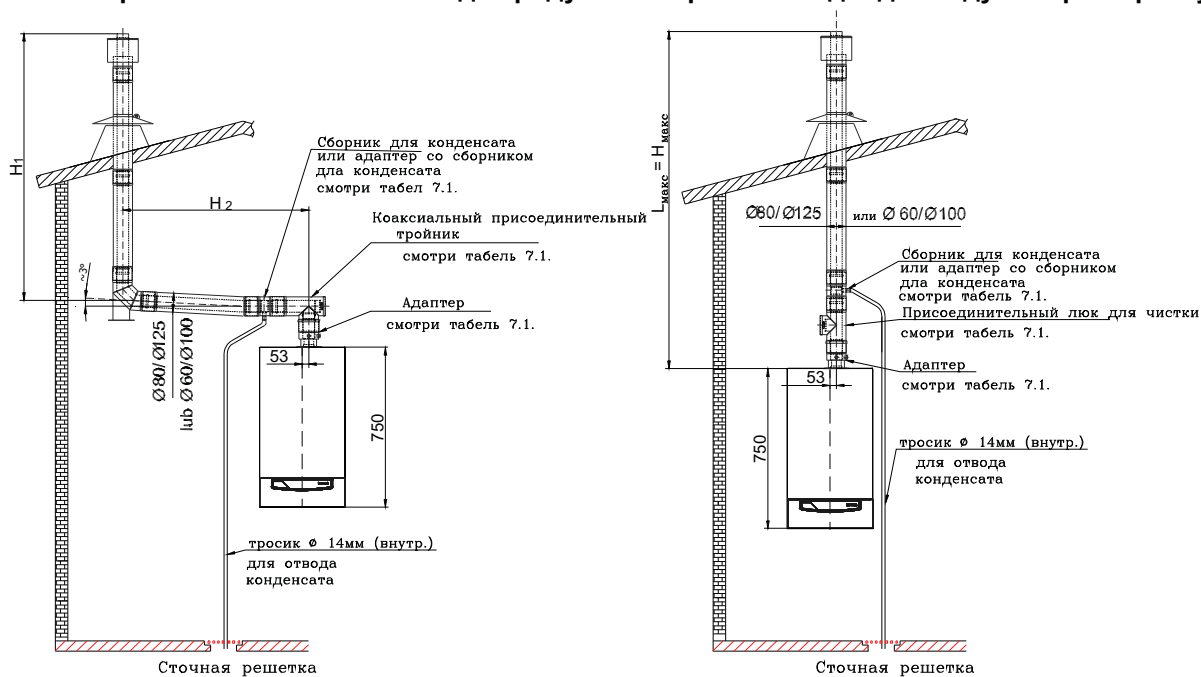 H1
Сборник для конденсата
или адаптер со сборником
дла конденсата
смотри табел 7.1.
H 2
Коаксиальный присоединительный
тройник
смотри табель 7.1.
~3°
Адаптер
смотри табель 7.1.
Ø80/Ø125
lub Ø60/Ø100
53
750
тросик ø 14мм (внутр.)
для отвода
конденсата
Сточная решетка
Lмакс = Hмакс
Ø80/Ø125 или Ø 60/Ø100
Сборник для конденсата
или адаптер со сборником
дла конденсата
смотри табель 7.1.
Присоединительный люк для чистки
смотри табель 7.1.
Адаптер
смотри табель 7.1.
53
750
тросик ø 14мм (внутр.)
для отвода
конденсата
Сточная решетка